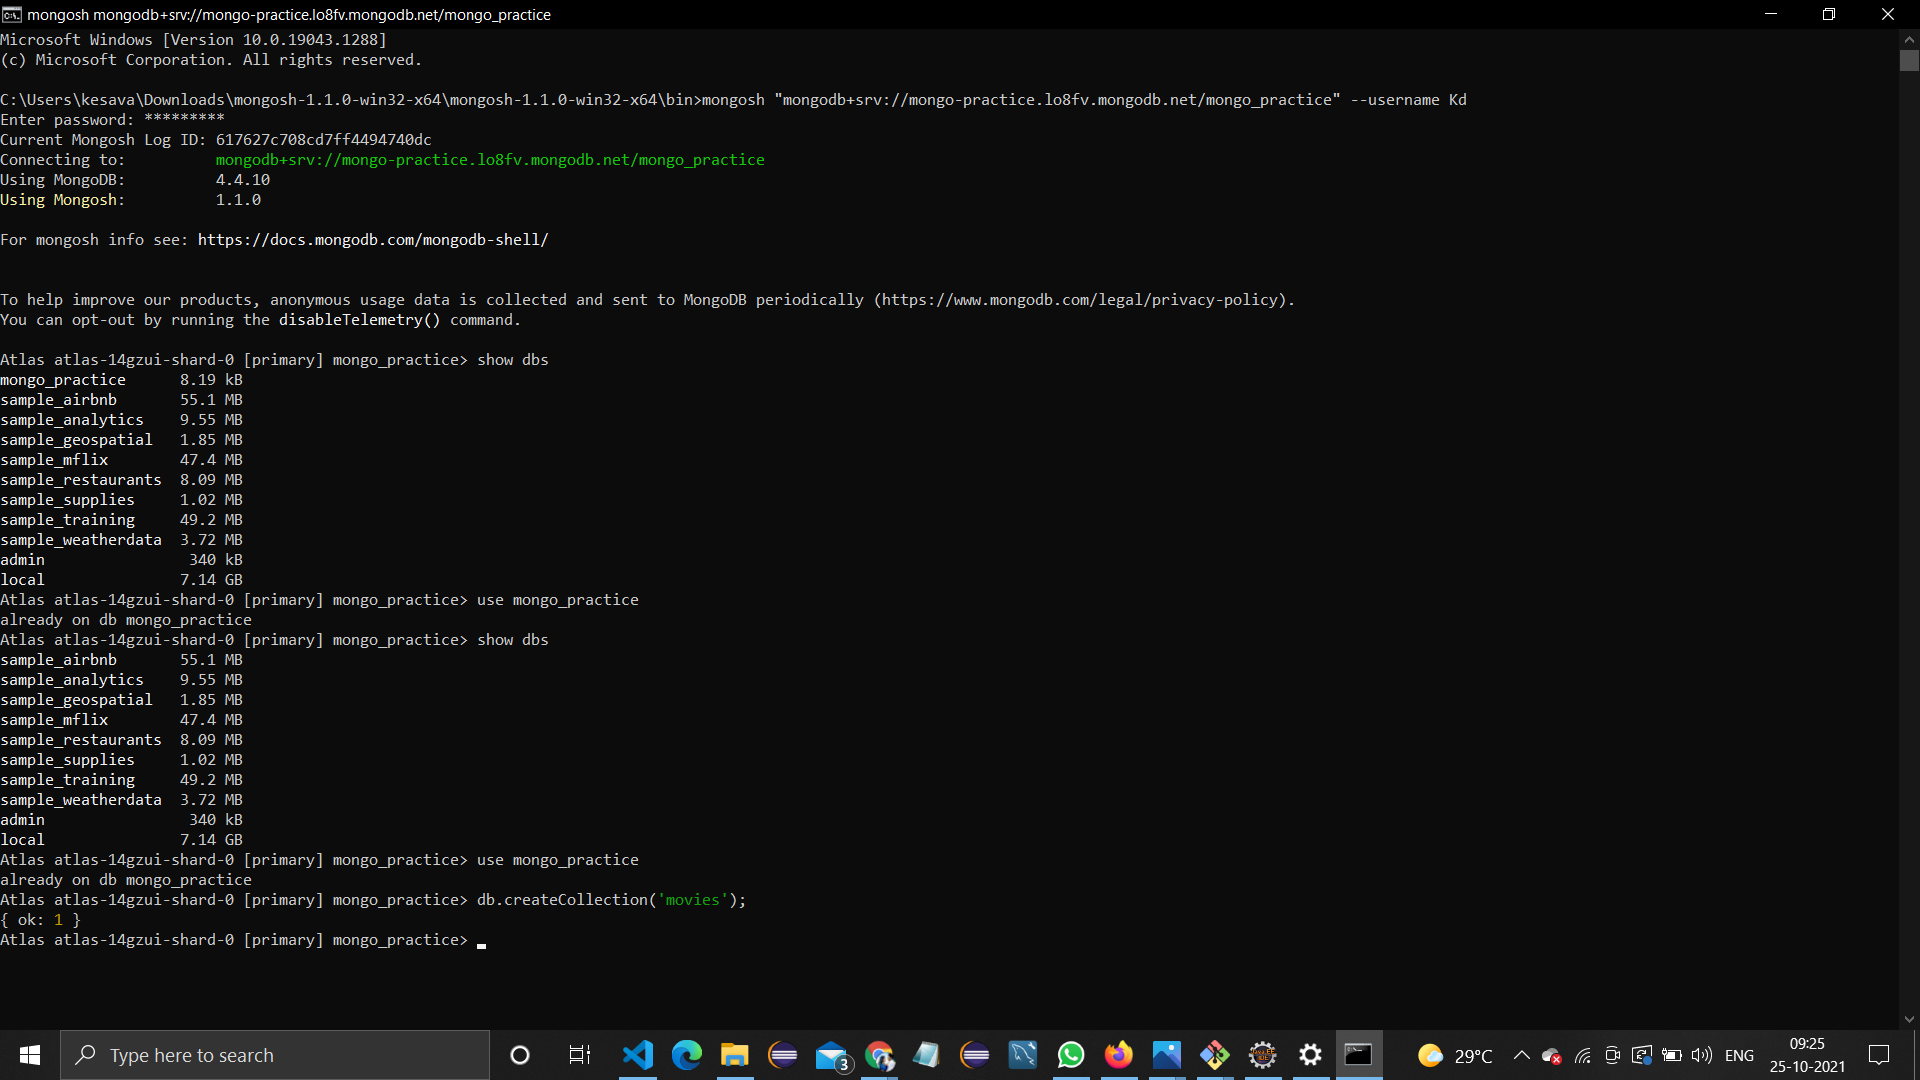 mongosh mongodb+srv://mongo-practice.lo8fv.mongodb.net/mongo_practice
Microsoft Windows [Version 10.0.19043.1288]
(c) Microsoft Corporation. All rights reserved.
C:\Users\kesava\Downloads\mongosh-1.1.0-win32-x64\mongosh-1.1.0-win32-x64\bin>mongosh "mongodb+srv://mongo-practice.lo8fv.mongodb.net/mongo_practice" --username Kd
Enter password: *********
Current Mongosh Log ID: 617627c708cd7ff4494740dc
Connecting to: mongodb+srv://mongo-practice.lo8fv.mongodb.net/mongo_practice
Using MongoDB: 4.4.10
Using Mongosh: 1.1.0
For mongosh info see: https://docs.mongodb.com/mongodb-shell/
To help improve our products, anonymous usage data is collected and sent to MongoDB periodically (https://www.mongodb.com/legal/privacy-policy).
You can opt-out by running the disableTelemetry() command.
Atlas atlas-14gzui-shard-0 [primary] mongo_practice> show dbs
mongo_practice 8.19 kB
sample_airbnb 55.1 MB
sample_analytics 9.55 MB
sample_geospatial 1.85 MB
sample_mflix 47.4 MB
sample_restaurants 8.09 MB
sample_supplies 1.02 MB
sample_training 49.2 MB
sample_weatherdata 3.72 MB
admin 340 kB
local 7.14 GB
Atlas atlas-14gzui-shard-0 [primary] mongo_practice> use mongo_practice
already on db mongo_practice
Atlas atlas-14gzui-shard-0 [primary] mongo_practice> show dbs
sample_airbnb 55.1 MB
sample_analytics 9.55 MB
sample_geospatial 1.85 MB
sample_mflix 47.4 MB
sample_restaurants 8.09 MB
sample_supplies 1.02 MB
sample_training 49.2 MB
sample_weatherdata 3.72 MB
admin 340 kB
local 7.14 GB
Atlas atlas-14gzui-shard-0 [primary] mongo_practice> use mongo_practice
already on db mongo_practice
Atlas atlas-14gzui-shard-0 [primary] mongo_practice> db.createCollection('movies');
{ ok: 1 }
Atlas atlas-14gzui-shard-0 [primary] mongo_practice>
Type here to search
3
29°C
ENG
09:25
25-10-2021